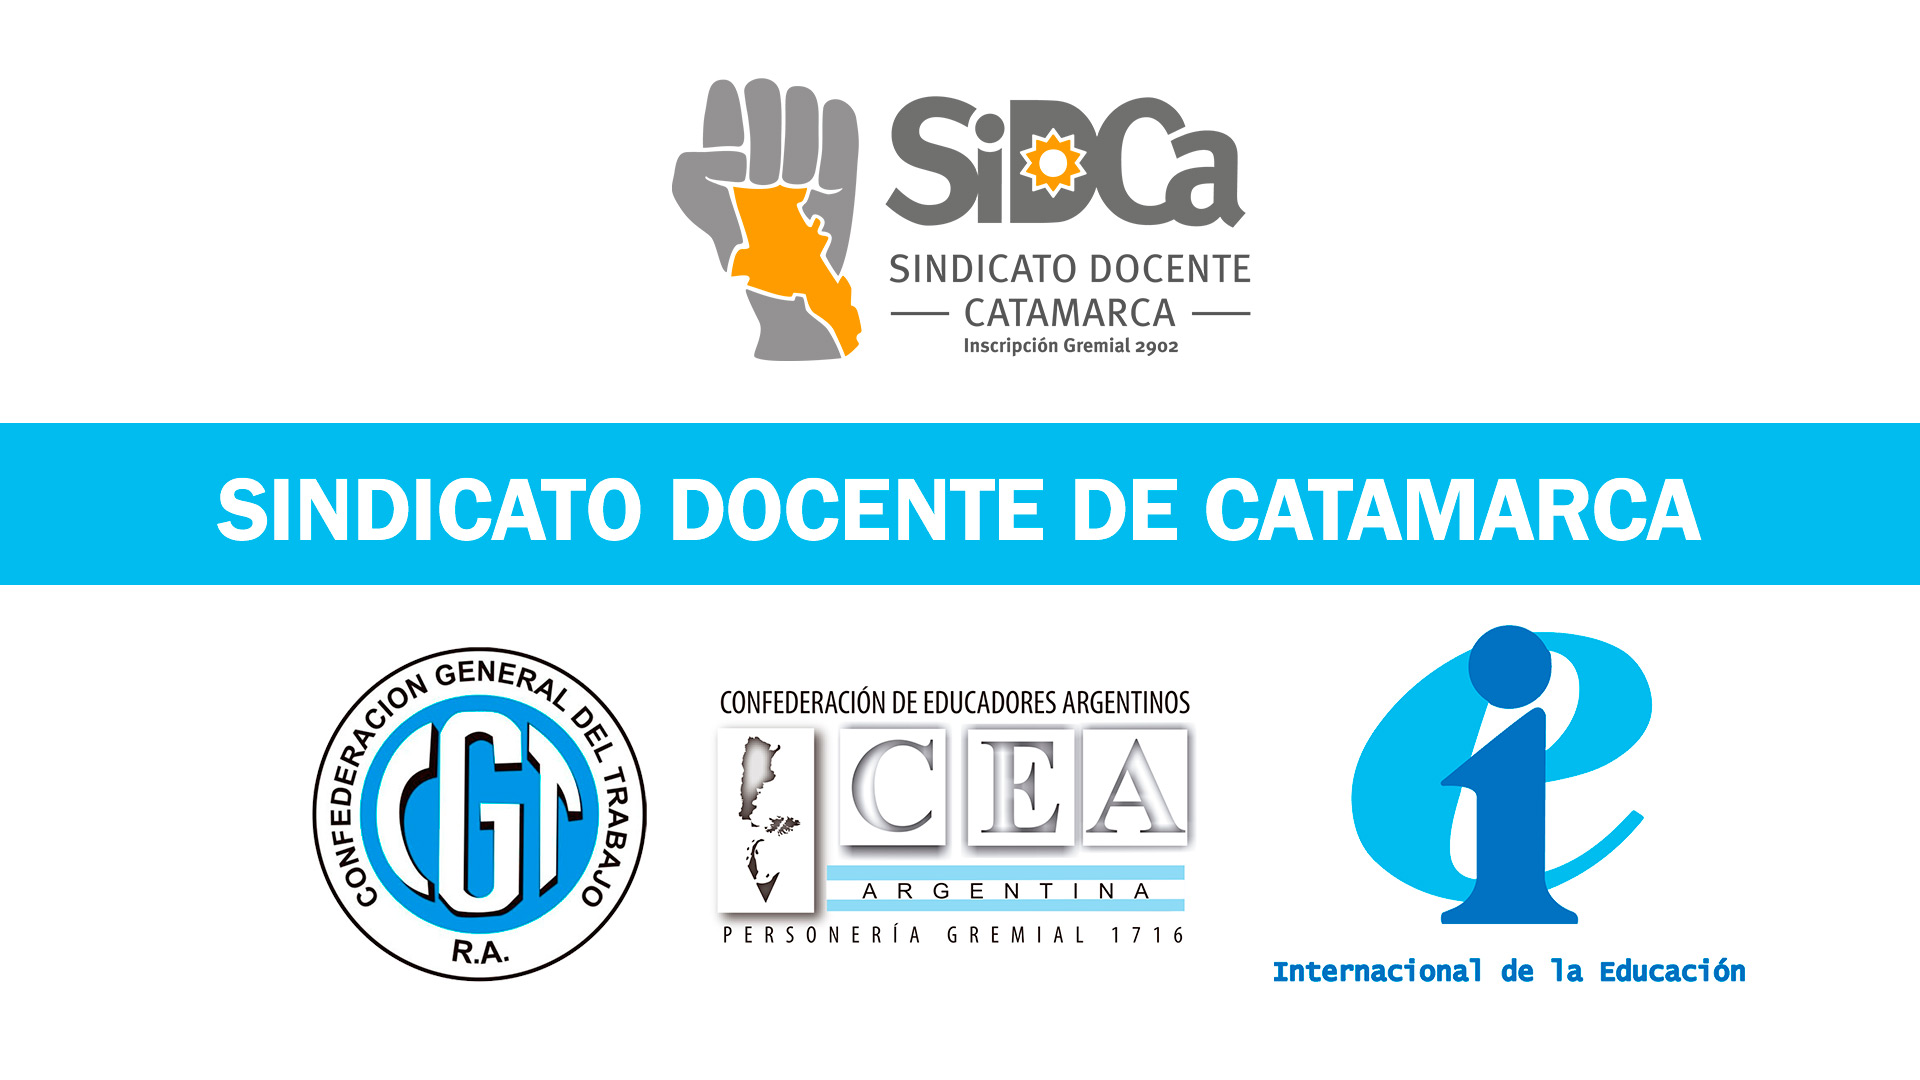 SiDCa
SINDICATO DOCENTE
CATAMARCA
Inscripción Gremial 2902
SINDICATO DOCENTE DE CATAMARCA
CONFEDERACION GENERAL DEL TRABAJO
CGT
R.A.
CONFEDERACIÓN DE EDUCADORES ARGENTINOS
CEA
ARGENTINA
PERSONERÍA GREMIAL 1716
ei
Internacional de la Educación